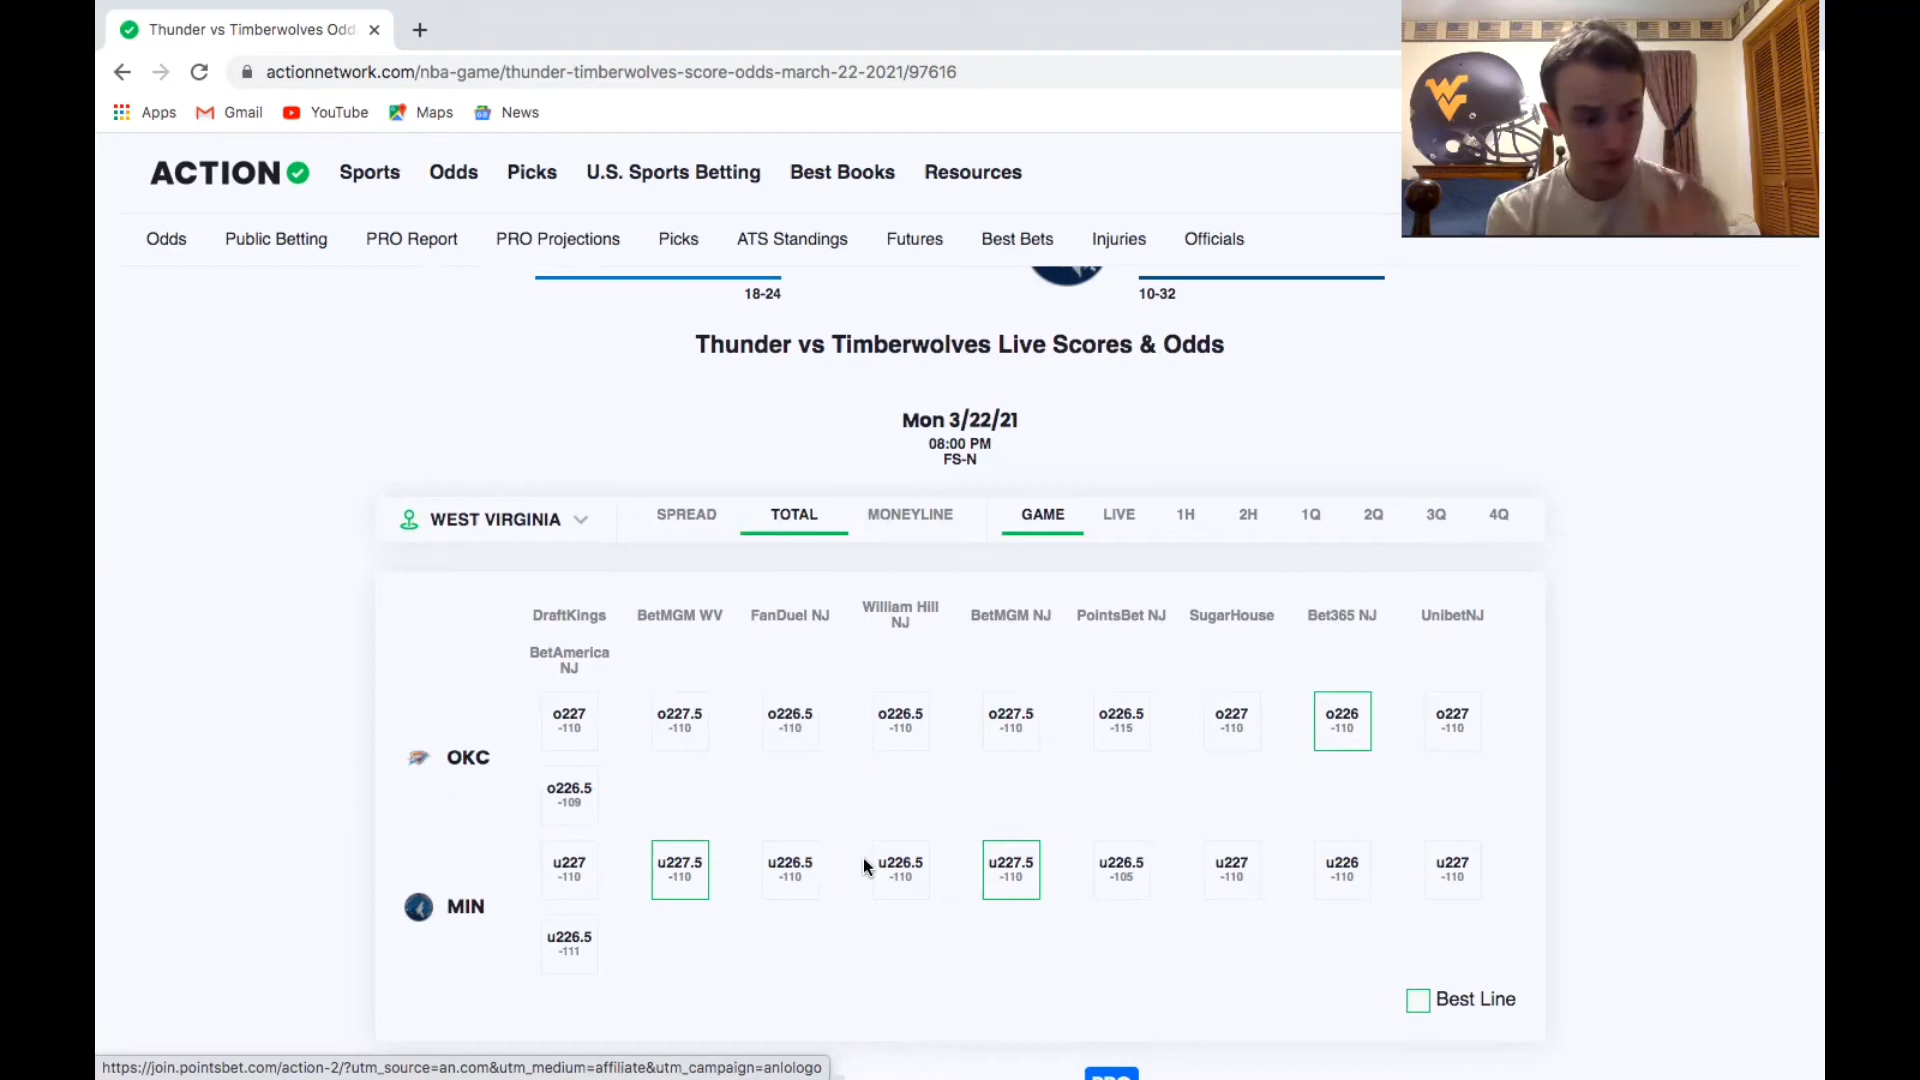 Thunder vs Timberwolves Odd
actionnetwork.com/nba-game/thunder-timberwolves-score-odds-march-22-2021/97616
Apps Gmail YouTube Maps News
ACTION Sports Odds Picks U.S. Sports Betting Best Books Resources
Odds Public Betting PRO Report PRO Projections Picks ATS Standings Futures Best Bets Injuries Officials
18-24 10-32
Thunder vs Timberwolves Live Scores & Odds
Mon 3/22/21
08:00 PM
FS-N
WEST VIRGINIA SPREAD TOTAL MONEYLINE GAME LIVE 1H 2H 1Q 2Q 3Q 4Q
DraftKings BetMGM WV FanDuel NJ William Hill NJ BetMGM NJ PointsBet NJ SugarHouse Bet365 NJ UnibetNJ
BetAmerica
NJ
o227 o227.5 o226.5 o226.5 o227.5 o226.5 o227 o226 o227
-110 -110 -110 -110 -110 -115 -110 -110 -110
OKC
o226.5
-109
u227 u227.5 u226.5 u226.5 u227.5 u226.5 u227 u226 u227
-110 -110 -110 -110 -110 -105 -110 -110 -110
MIN
u226.5
-111
Best Line
https://join.pointsbet.com/action-2/?utm_source=an.com&utm_medium=affiliate&utm_campaign=anlologo
PRO
WV